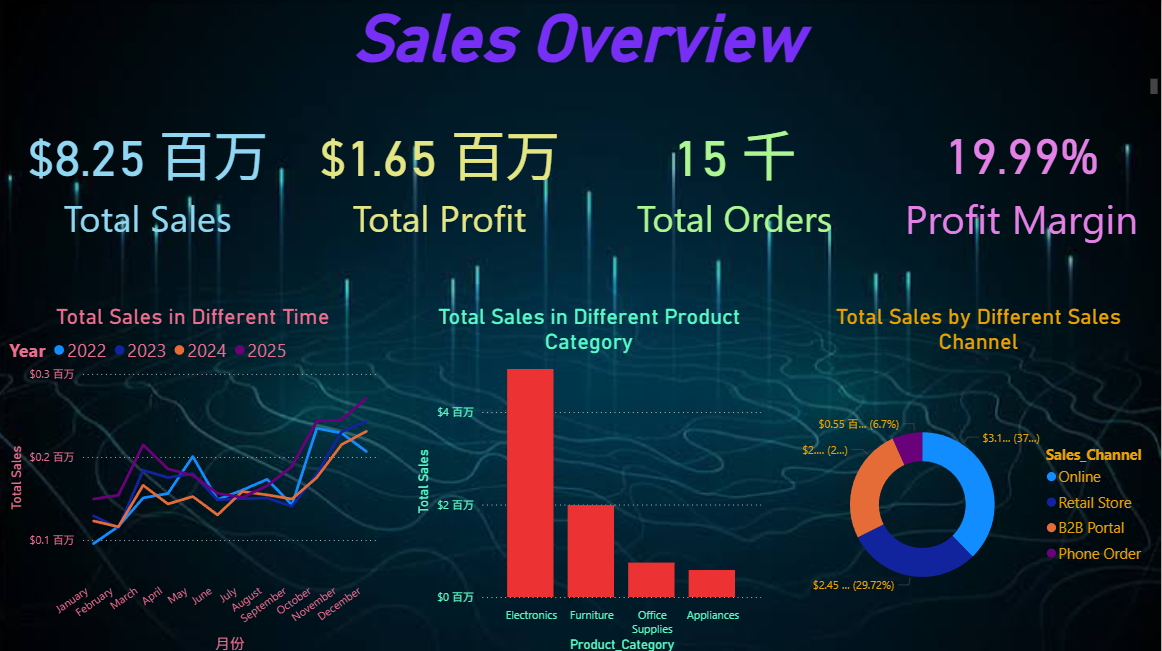 Sales Overview
$8.25 百万
Total Sales
$1.65 百万
Total Profit
15 千
Total Orders
19.99%
Profit Margin
Total Sales in Different Time
Year 2022 2023 2024 2025
$0.3 百万
$0.2 百万
$0.1 百万
Total Sales
January
February
March
April
May
June
July
August
September
October
November
December
月份
Total Sales in Different Product
Category
$4 百万
$2 百万
$0 百万
Total Sales
Electronics
Furniture
Office
Supplies
Appliances
Product_Category
Total Sales by Different Sales
Channel
$0.55 百... (6.7%)
$2.... (2...)
$3.1... (37...)
$2.45 ... (29.72%)
Sales_Channel
Online
Retail Store
B2B Portal
Phone Order